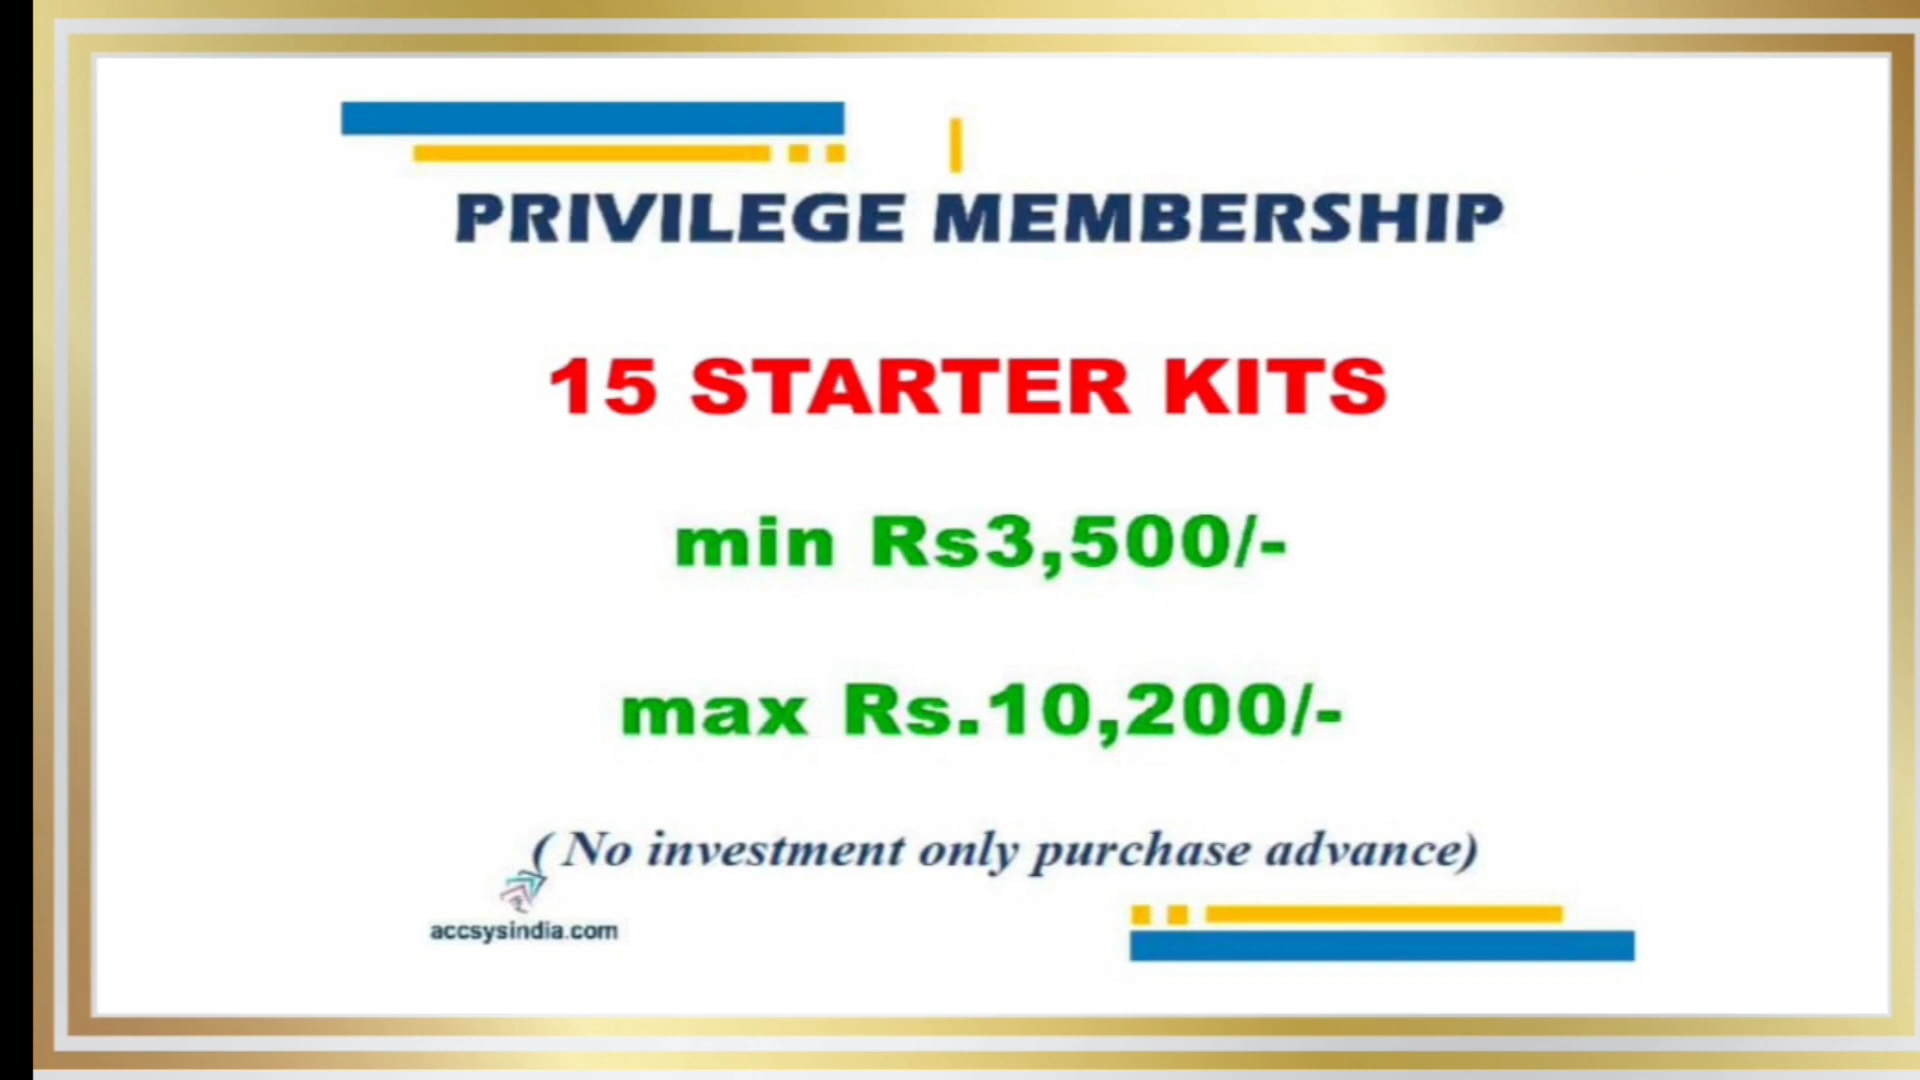 PRIVILEGE MEMBERSHIP
15 STARTER KITS
min Rs3,500/-
max Rs.10,200/-
( No investment only purchase advance)
accsysindia.com